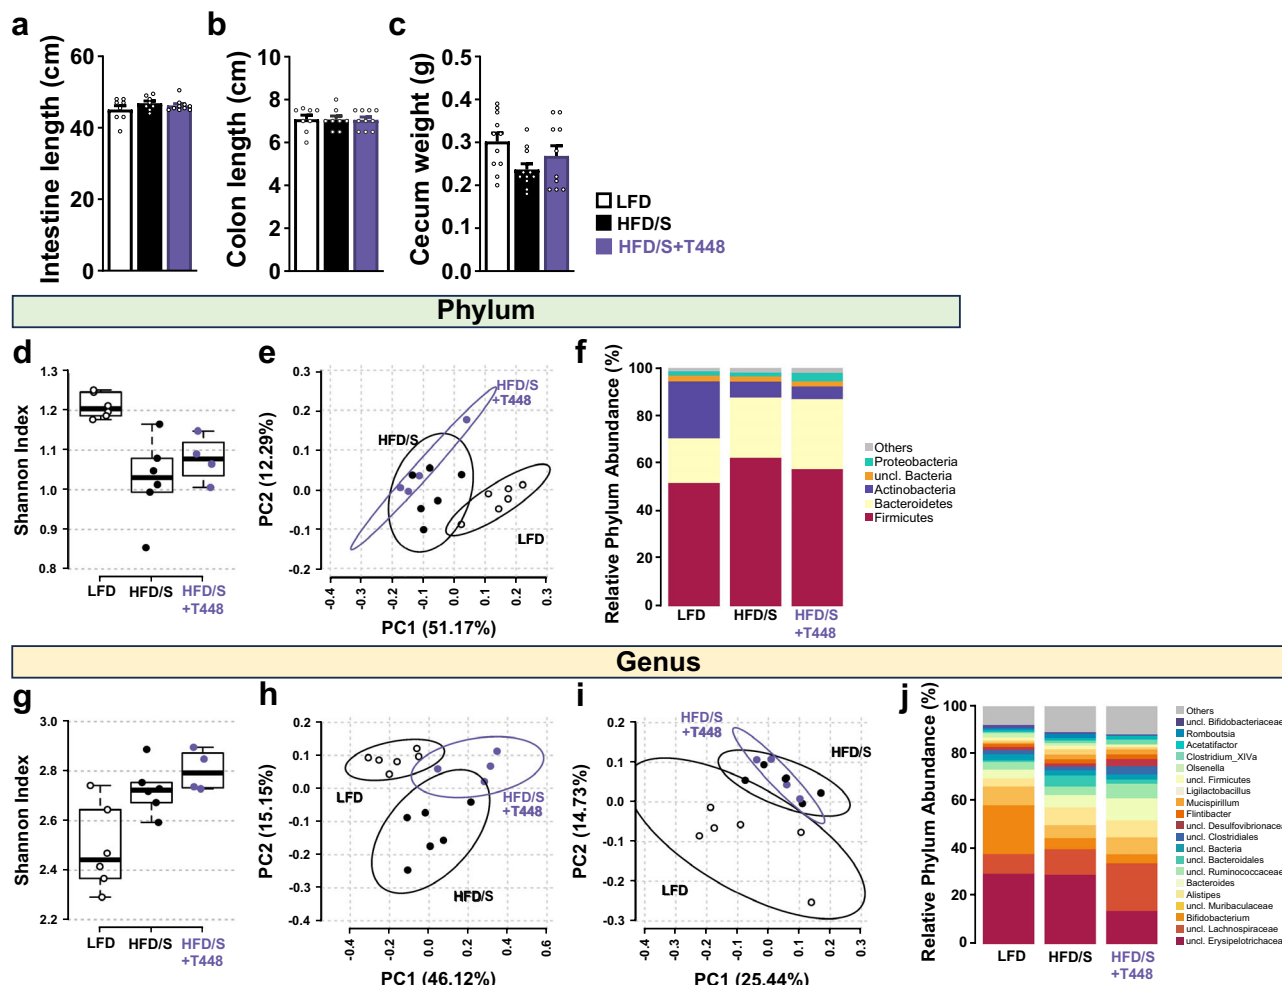 a
b
c
Intestine length (cm)
60
40
20
0
Colon length (cm)
10
8
6
4
2
0
Cecum weight (g)
0.5
0.4
0.3
0.2
0.1
0.0
LFD
HFD/S
HFD/S+T448
Phylum
d
Shannon Index
1.3
1.2
1.1
1.0
0.9
0.8
LFD
HFD/S
HFD/S
+T448
e
PC2 (12.29%)
0.3
0.2
0.1
0.0
-0.1
-0.2
HFD/S
+T448
HFD/S
LFD
-0.4
-0.3
-0.2
-0.1
0.0
0.1
0.2
0.3
PC1 (51.17%)
f
Relative Phylum Abundance (%)
100
80
60
40
20
0
LFD
HFD/S
HFD/S
+T448
Others
Proteobacteria
uncl. Bacteria
Actinobacteria
Bacteroidetes
Firmicutes
Genus
g
Shannon Index
3.0
2.8
2.6
2.4
2.2
LFD
HFD/S
HFD/S
+T448
h
PC2 (15.15%)
0.2
0.1
0.0
-0.1
-0.2
-0.3
-0.4
LFD
HFD/S
+T448
HFD/S
-0.4
-0.2
0.0
0.2
0.4
0.6
PC1 (46.12%)
i
PC2 (14.73%)
0.2
0.1
0.0
-0.1
-0.2
-0.3
HFD/S
+T448
HFD/S
LFD
-0.4
-0.3
-0.2
-0.1
0.0
0.1
0.2
0.3
PC1 (25.44%)
j
Relative Phylum Abundance (%)
100
80
60
40
20
0
LFD
HFD/S
HFD/S
+T448
Others
uncl. Bifidobacteriaceae
Romboutsia
Acetatifactor
Clostridium_XIVa
Olsenella
uncl. Firmicutes
Ligilactobacillus
Mucispirillum
Flintibacter
uncl. Desulfovibrionaceae
uncl. Clostridiales
uncl. Bacteria
uncl. Bacteroidales
uncl. Ruminococcaceae
Bacteroides
Alistipes
uncl. Muribaculaceae
Bifidobacterium
uncl. Lachnospiraceae
uncl. Erysipelotrichaceae